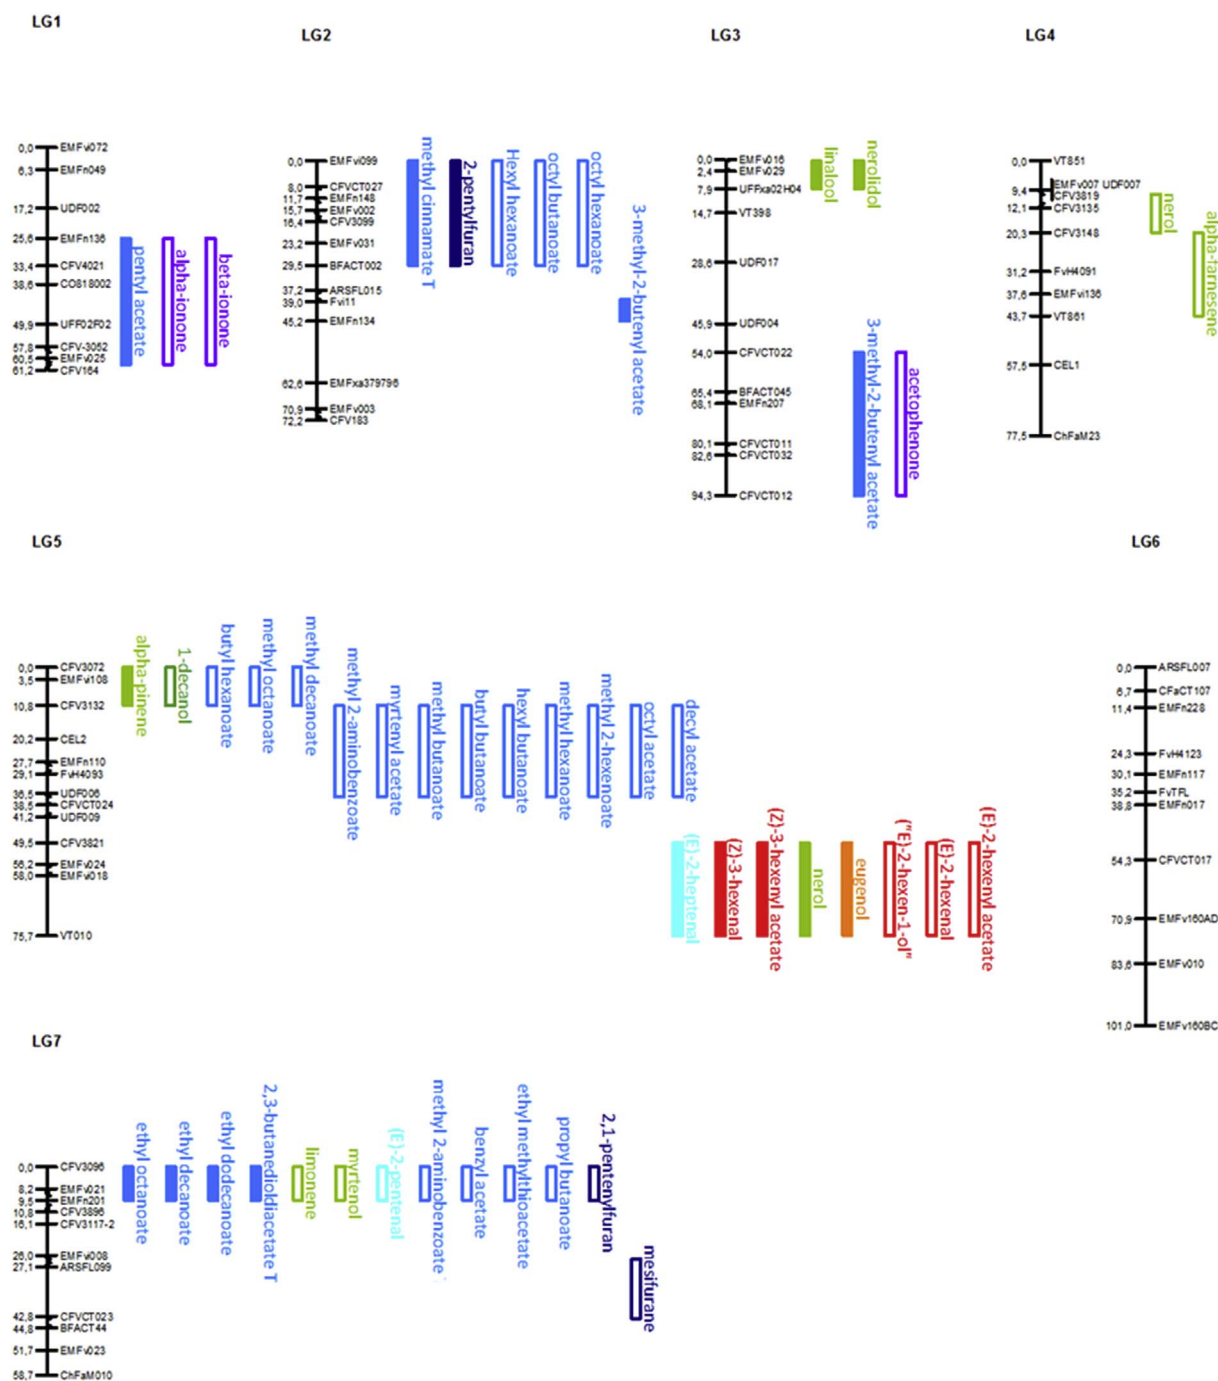 LG1
0,0 EMFvi072
6,3 EMFn049
17,2 UDF002
25,6 EMFn136
33,4 CFV4021
38,6 CO818002
49,9 UFF02F02
57,8 CFV-3052
60,5 EMFv025
61,2 CFV164
pentyl acetate
alpha-ionone
beta-ionone
LG2
0,0 EMFvi099
8,0 CFVCT027
11,7 EMFn148
15,7 EMFv002
16,4 CFV3099
23,2 EMFv031
29,5 BFACT002
37,2 ARSFL015
39,0 Fvi11
45,2 EMFn134
62,6 EMFxa379796
70,9 EMFv003
72,2 CFV183
methyl cinnamate T
2-pentylfuran
Hexyl hexanoate
octyl butanoate
octyl hexanoate
3-methyl-2-butenyl acetate
LG3
0,0 EMFv016
2,4 EMFv029
7,9 UFFxa02H04
14,7 VT398
28,6 UDF017
45,9 UDF004
54,0 CFVCT022
65,4 BFACT045
68,1 EMFn207
80,1 CFVCT011
82,6 CFVCT032
94,3 CFVCT012
linalool
nerolidol
3-methyl-2-butenyl acetate
acetophenone
LG4
0,0 VT851
EMFv007 UDF007
9,4 CFV3819
12,1 CFV3135
20,3 CFV3148
31,2 FvH4091
37,6 EMFvi136
43,7 VT861
57,5 CEL1
77,5 ChFaM23
nerol
alpha-farnesene
LG5
0,0 CFV3072
3,5 EMFvi108
10,8 CFV3132
20,2 CEL2
27,7 EMFn110
29,1 FvH4093
36,5 UDF006
38,5 CFVCT024
41,2 UDF009
49,5 CFV3821
56,2 EMFv024
58,0 EMFv018
75,7 VT010
alpha-pinene
1-decanol
butyl hexanoate
methyl octanoate
methyl decanoate
methyl 2-aminobenzoate
myrtenyl acetate
methyl butanoate
butyl butanoate
hexyl butanoate
methyl hexanoate
methyl 2-hexenoate
octyl acetate
decyl acetate
(E)-2-heptenal
(Z)-3-hexenal
(Z)-3-hexenyl acetate
nerol
eugenol
("E)-2-hexen-1-ol"
(E)-2-hexenal
(E)-2-hexenyl acetate
LG6
0,0 ARSFL007
6,7 CFaCT107
11,4 EMFn228
24,3 FvH4123
30,1 EMFn117
35,2 FvTFL
38,8 EMFn017
54,3 CFVCT017
70,9 EMFv160AD
83,6 EMFv010
101,0 EMFv160BC
LG7
0,0 CFV3096
8,2 EMFv021
9,5 EMFn201
10,8 CFV3896
16,1 CFV3117-2
26,0 EMFvi008
27,1 ARSFL099
42,8 CFVCT023
44,8 BFACT44
51,7 EMFv023
58,7 ChFaM010
ethyl octanoate
ethyl decanoate
ethyl dodecanoate
2,3-butanedioldiacetate T
limonene
myrtenol
(E)-2-pentenal
methyl 2-aminobenzoate
benzyl acetate
ethyl methylthioacetate
propyl butanoate
2,1-pentenylfuran
mesifurane